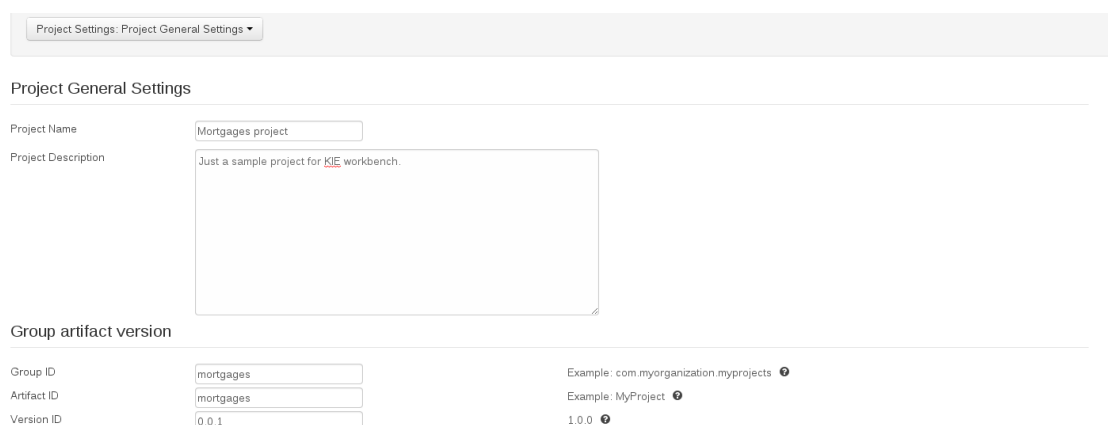 Project Settings: Project General Settings
Project General Settings
Project Name Mortgages project
Project Description Just a sample project for KIE workbench.
Group artifact version
Group ID mortgages Example: com.myorganization.myprojects
Artifact ID mortgages Example: MyProject
Version ID 0.0.1 1.0.0